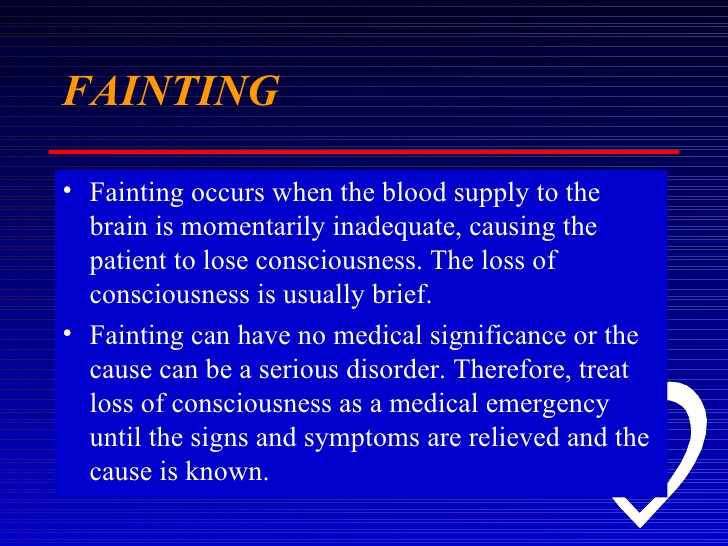 FAINTING
• Fainting occurs when the blood supply to the
brain is momentarily inadequate, causing the
patient to lose consciousness. The loss of
consciousness is usually brief.
• Fainting can have no medical significance or the
cause can be a serious disorder. Therefore, treat
loss of consciousness as a medical emergency
until the signs and symptoms are relieved and the
cause is known.